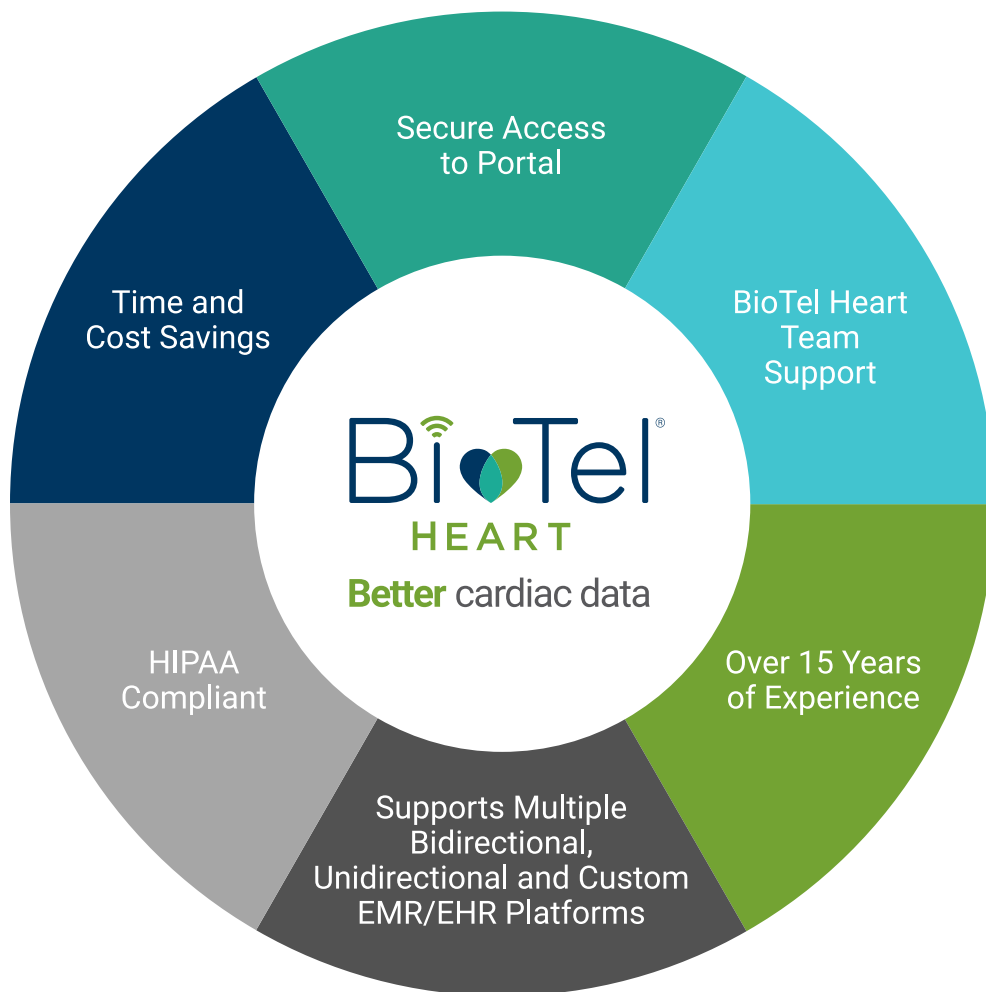 Secure Access
to Portal
BioTel Heart
Team
Support
Over 15 Years
of Experience
Supports Multiple
Bidirectional,
Unidirectional and Custom
EMR/EHR Platforms
HIPAA
Compliant
Time and
Cost Savings
BioTel®
HEART
Better cardiac data